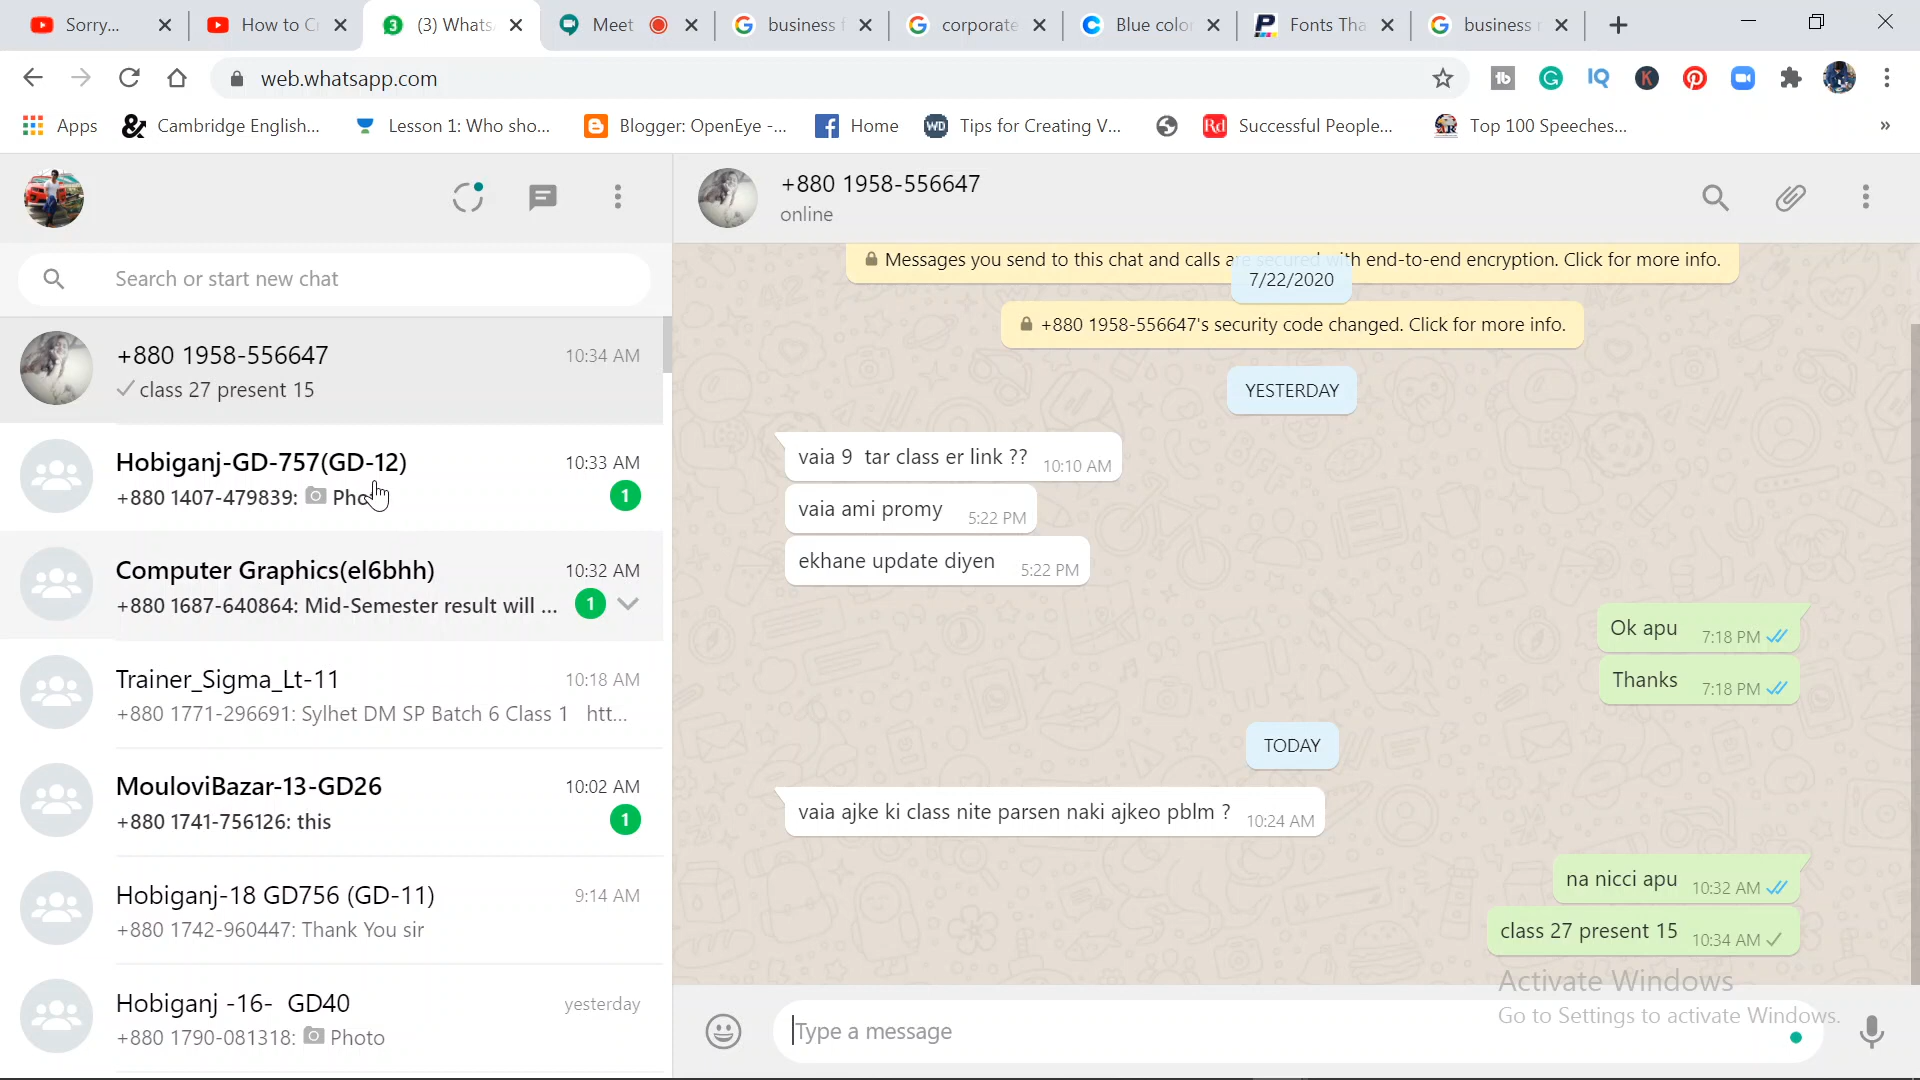 Sorry...
How to C
(3) Whats
Meet
business f
corporate
Blue color
Fonts Tha
business r
web.whatsapp.com
Apps
Cambridge English...
Lesson 1: Who sho...
Blogger: OpenEye -...
Home
Tips for Creating V...
Successful People...
Top 100 Speeches...
+880 1958-556647
online
Search or start new chat
+880 1958-556647 10:34 AM
class 27 present 15
Hobiganj-GD-757(GD-12) 10:33 AM
+880 1407-479839: Pho 1
Computer Graphics(el6bhh) 10:32 AM
+880 1687-640864: Mid-Semester result will ... 1
Trainer_Sigma_Lt-11 10:18 AM
+880 1771-296691: Sylhet DM SP Batch 6 Class 1 htt...
MouloviBazar-13-GD26 10:02 AM
+880 1741-756126: this 1
Hobiganj-18 GD756 (GD-11) 9:14 AM
+880 1742-960447: Thank You sir
Hobiganj -16- GD40 yesterday
+880 1790-081318: Photo
Messages you send to this chat and calls are secured with end-to-end encryption. Click for more info.
7/22/2020
+880 1958-556647's security code changed. Click for more info.
YESTERDAY
vaia 9 tar class er link ?? 10:10 AM
vaia ami promy 5:22 PM
ekhane update diyen 5:22 PM
Ok apu 7:18 PM
Thanks 7:18 PM
TODAY
vaia ajke ki class nite parsen naki ajkeo pblm ? 10:24 AM
na nicci apu 10:32 AM
class 27 present 15 10:34 AM
Activate Windows
Go to Settings to activate Windows.
Type a message